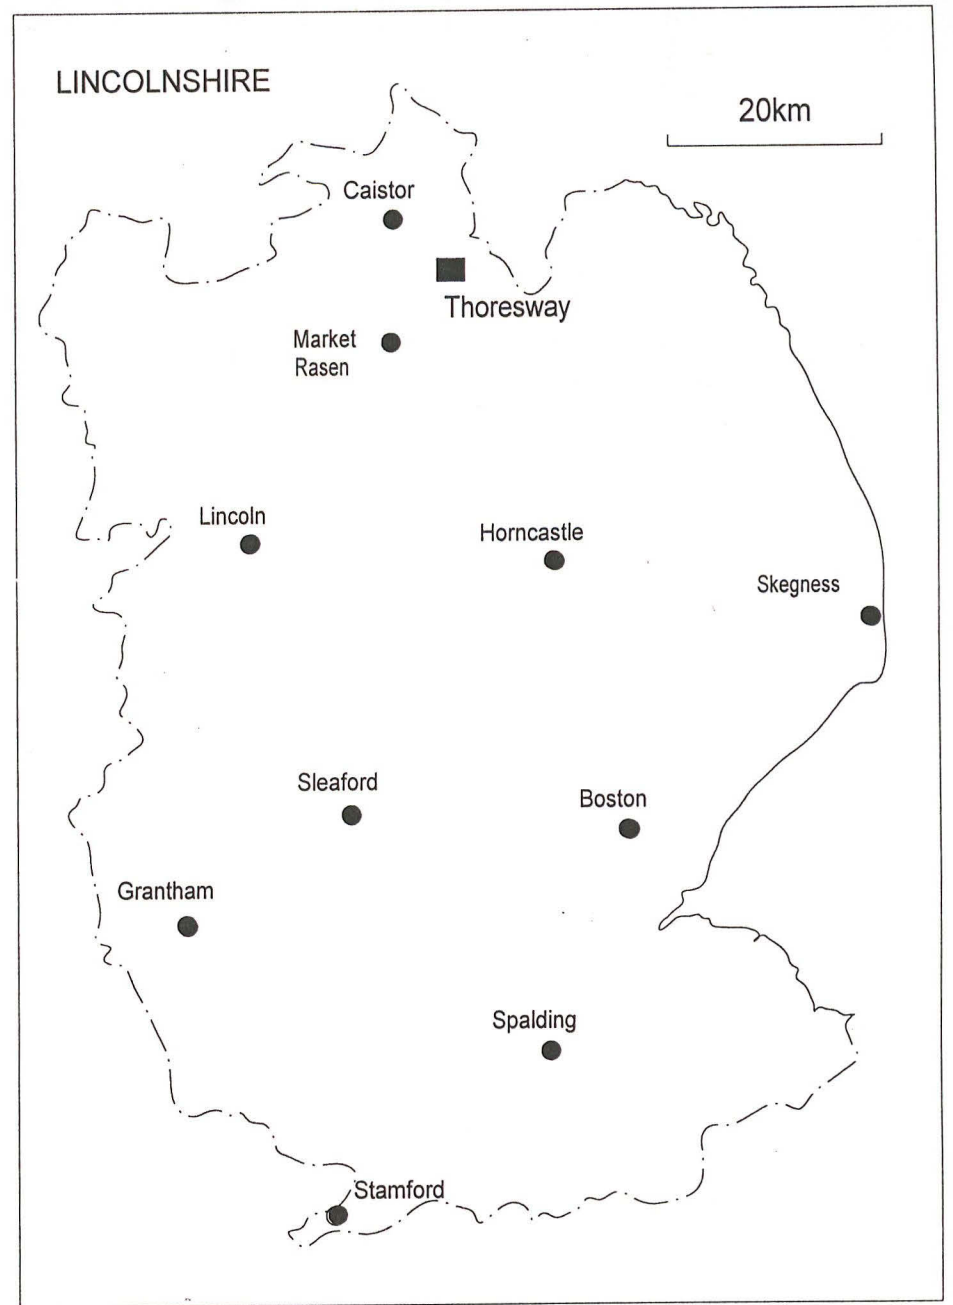 LINCOLNSHIRE
20km
Caistor
Thoresway
Market
Rasen
Lincoln
Horncastle
Skegness
Sleaford
Boston
Grantham
Spalding
Stamford